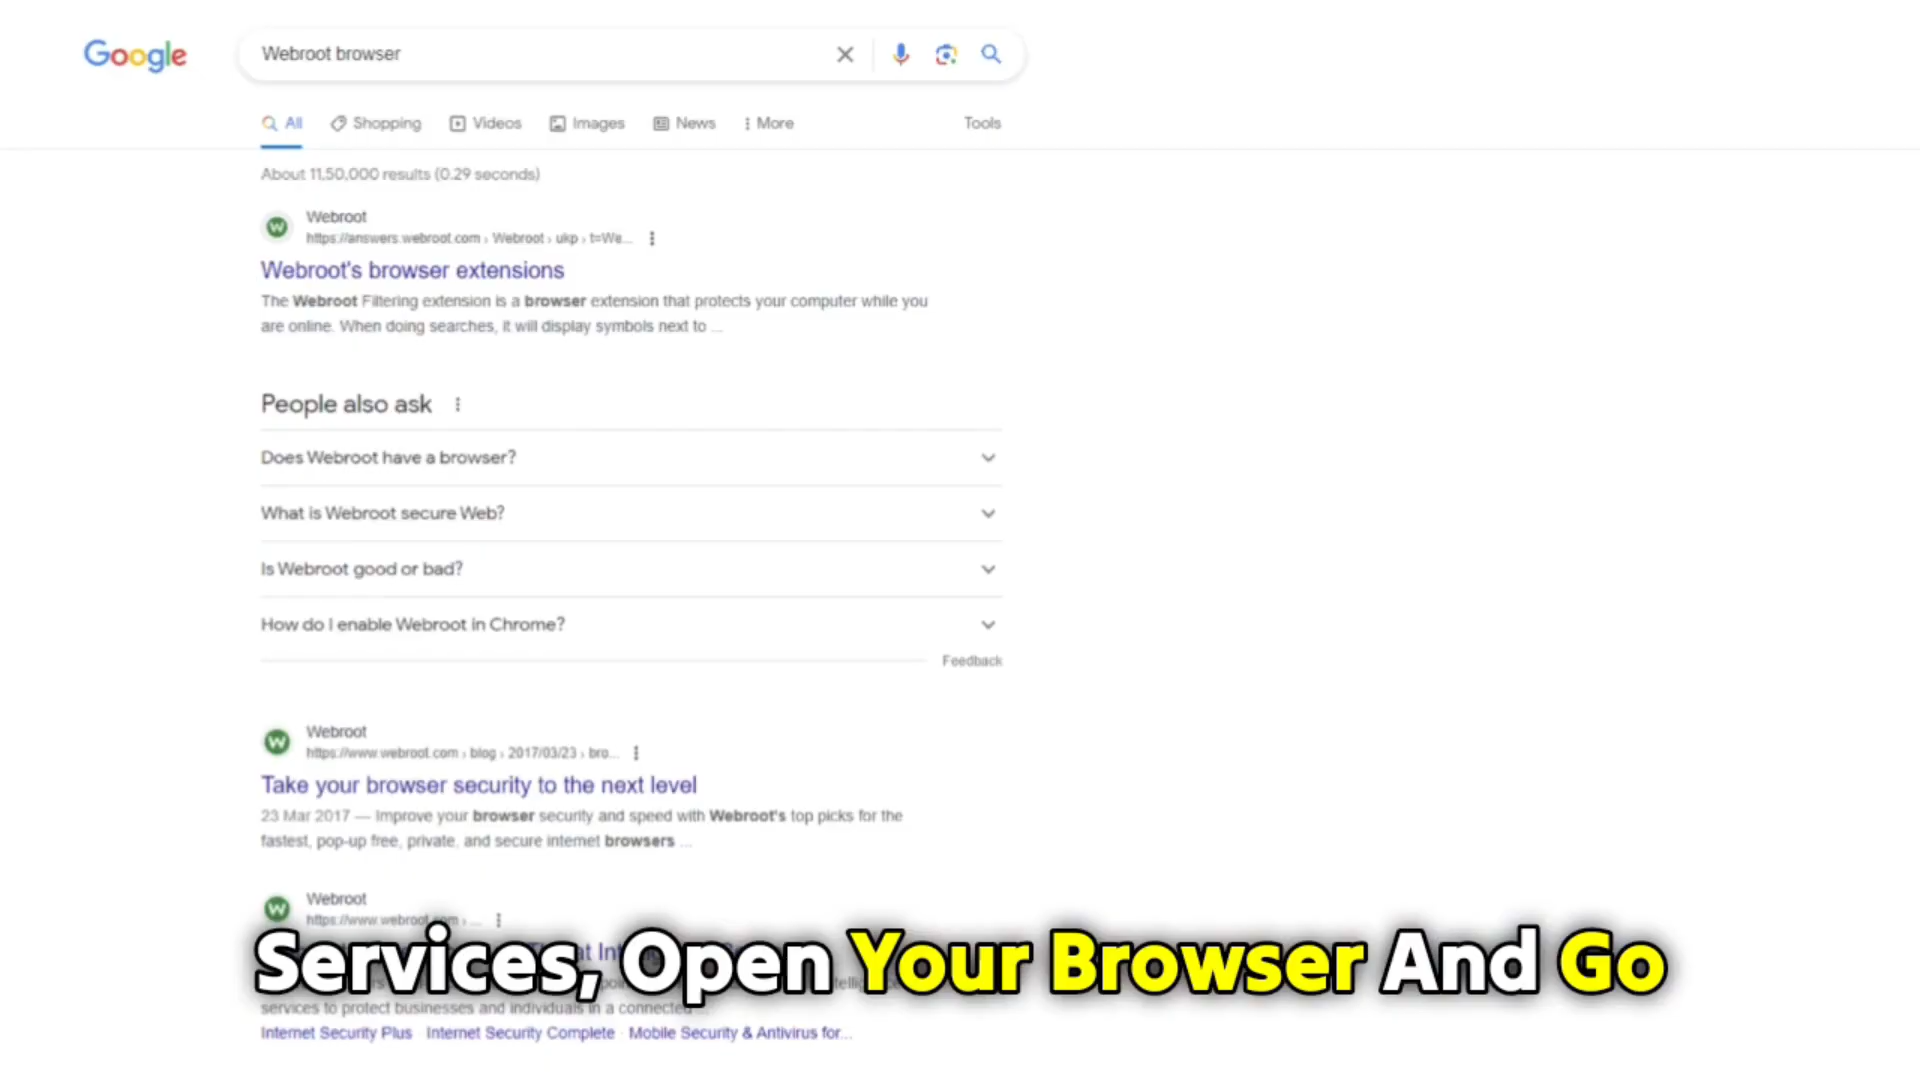 Google
Webroot browser
All
Shopping
Videos
Images
News
More
Tools
About 11,50,000 results (0.29 seconds)
Webroot
https://answers.webroot.com › Webroot › ukp › t=We...
Webroot's browser extensions
The Webroot Filtering extension is a browser extension that protects your computer while you
are online. When doing searches, it will display symbols next to ...
People also ask
Does Webroot have a browser?
What is Webroot secure Web?
Is Webroot good or bad?
How do I enable Webroot in Chrome?
Feedback
Webroot
https://www.webroot.com › blog › 2017/03/23 › bro...
Take your browser security to the next level
23 Mar 2017 — Improve your browser security and speed with Webroot's top picks for the
fastest, pop-up free, private, and secure internet browsers ...
Webroot
https://www.webroot.com › ...
Services, Open Your Browser And Go
services to protect businesses and individuals in a connected ...
Internet Security Plus · Internet Security Complete · Mobile Security & Antivirus for...